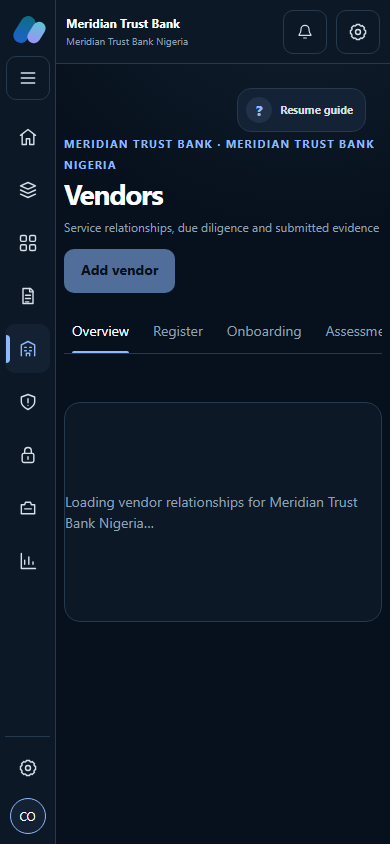 Meridian Trust Bank
Meridian Trust Bank Nigeria
? Resume guide
MERIDIAN TRUST BANK · MERIDIAN TRUST BANK
NIGERIA
Vendors
Service relationships, due diligence and submitted evidence
Add vendor
Overview Register Onboarding Assessme
Loading vendor relationships for Meridian Trust
Bank Nigeria...
CO